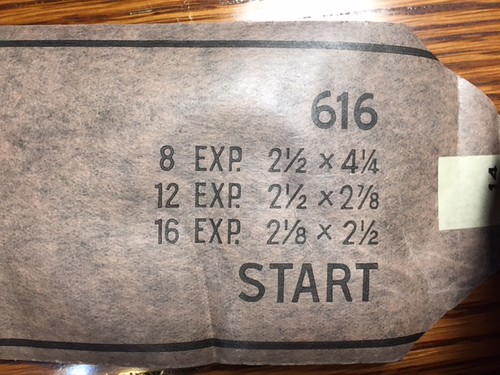 616
8 EXP. 2½ × 4¼
12 EXP. 2½ × 2⅞
16 EXP. 2⅛ × 2½
START